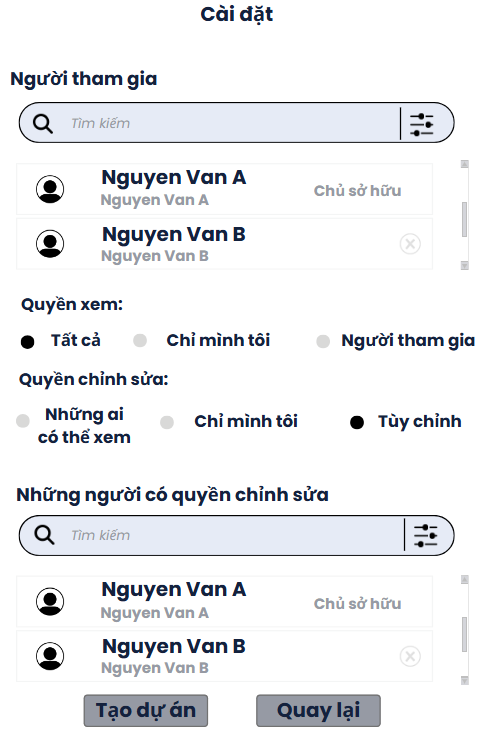 Cài đặt
Người tham gia
Tìm kiếm
Nguyen Van A
Nguyen Van A
Chủ sở hữu
Nguyen Van B
Nguyen Van B
Quyền xem:
Tất cả Chỉ mình tôi Người tham gia
Quyền chỉnh sửa:
Những ai
có thể xem
Chỉ mình tôi Tùy chỉnh
Những người có quyền chỉnh sửa
Tìm kiếm
Nguyen Van A
Nguyen Van A
Chủ sở hữu
Nguyen Van B
Nguyen Van B
Tạo dự án Quay lại